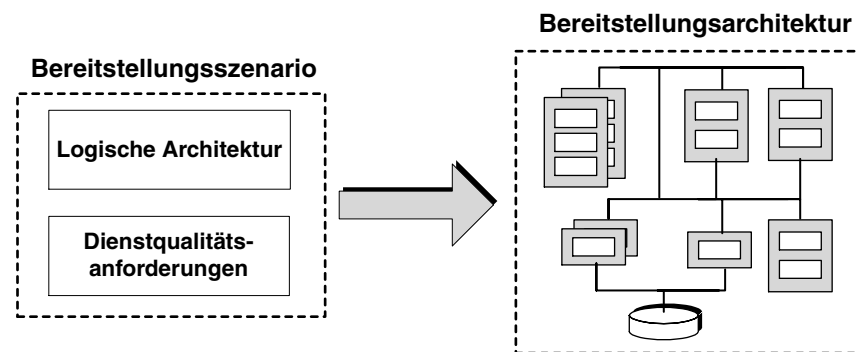 Bereitstellungsarchitektur
Bereitstellungsszenario
Logische Architektur
Dienstqualitäts-
anforderungen